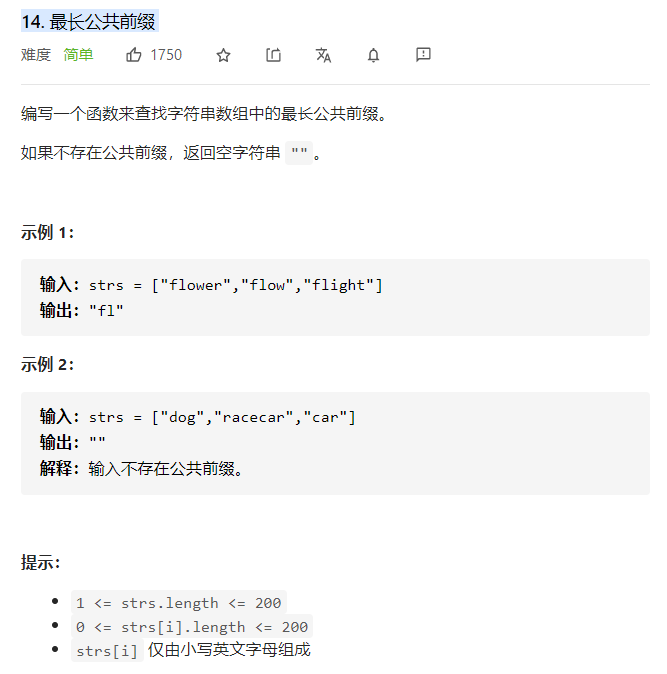 14. 最长公共前缀
难度 简单 1750
编写一个函数来查找字符串数组中的最长公共前缀。
如果不存在公共前缀，返回空字符串 ""。
示例 1：
输入：strs = ["flower","flow","flight"]
输出："fl"
示例 2：
输入：strs = ["dog","racecar","car"]
输出：""
解释：输入不存在公共前缀。
提示：
1 <= strs.length <= 200
0 <= strs[i].length <= 200
strs[i] 仅由小写英文字母组成